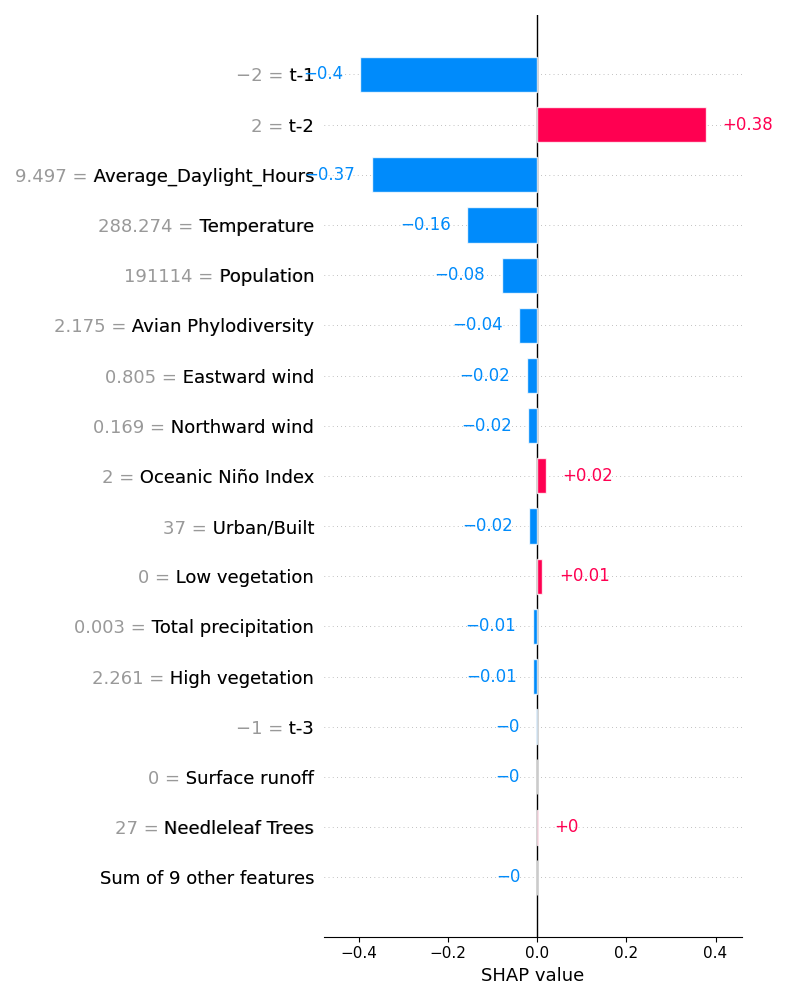 −2 = t-1 −0.4
2 = t-2 +0.38
9.497 = Average_Daylight_Hours −0.37
288.274 = Temperature −0.16
191114 = Population −0.08
2.175 = Avian Phylodiversity −0.04
0.805 = Eastward wind −0.02
0.169 = Northward wind −0.02
2 = Oceanic Niño Index +0.02
37 = Urban/Built −0.02
0 = Low vegetation +0.01
0.003 = Total precipitation −0.01
2.261 = High vegetation −0.01
−1 = t-3 −0
0 = Surface runoff −0
27 = Needleleaf Trees +0
Sum of 9 other features −0
−0.4 −0.2 0.0 0.2 0.4
SHAP value